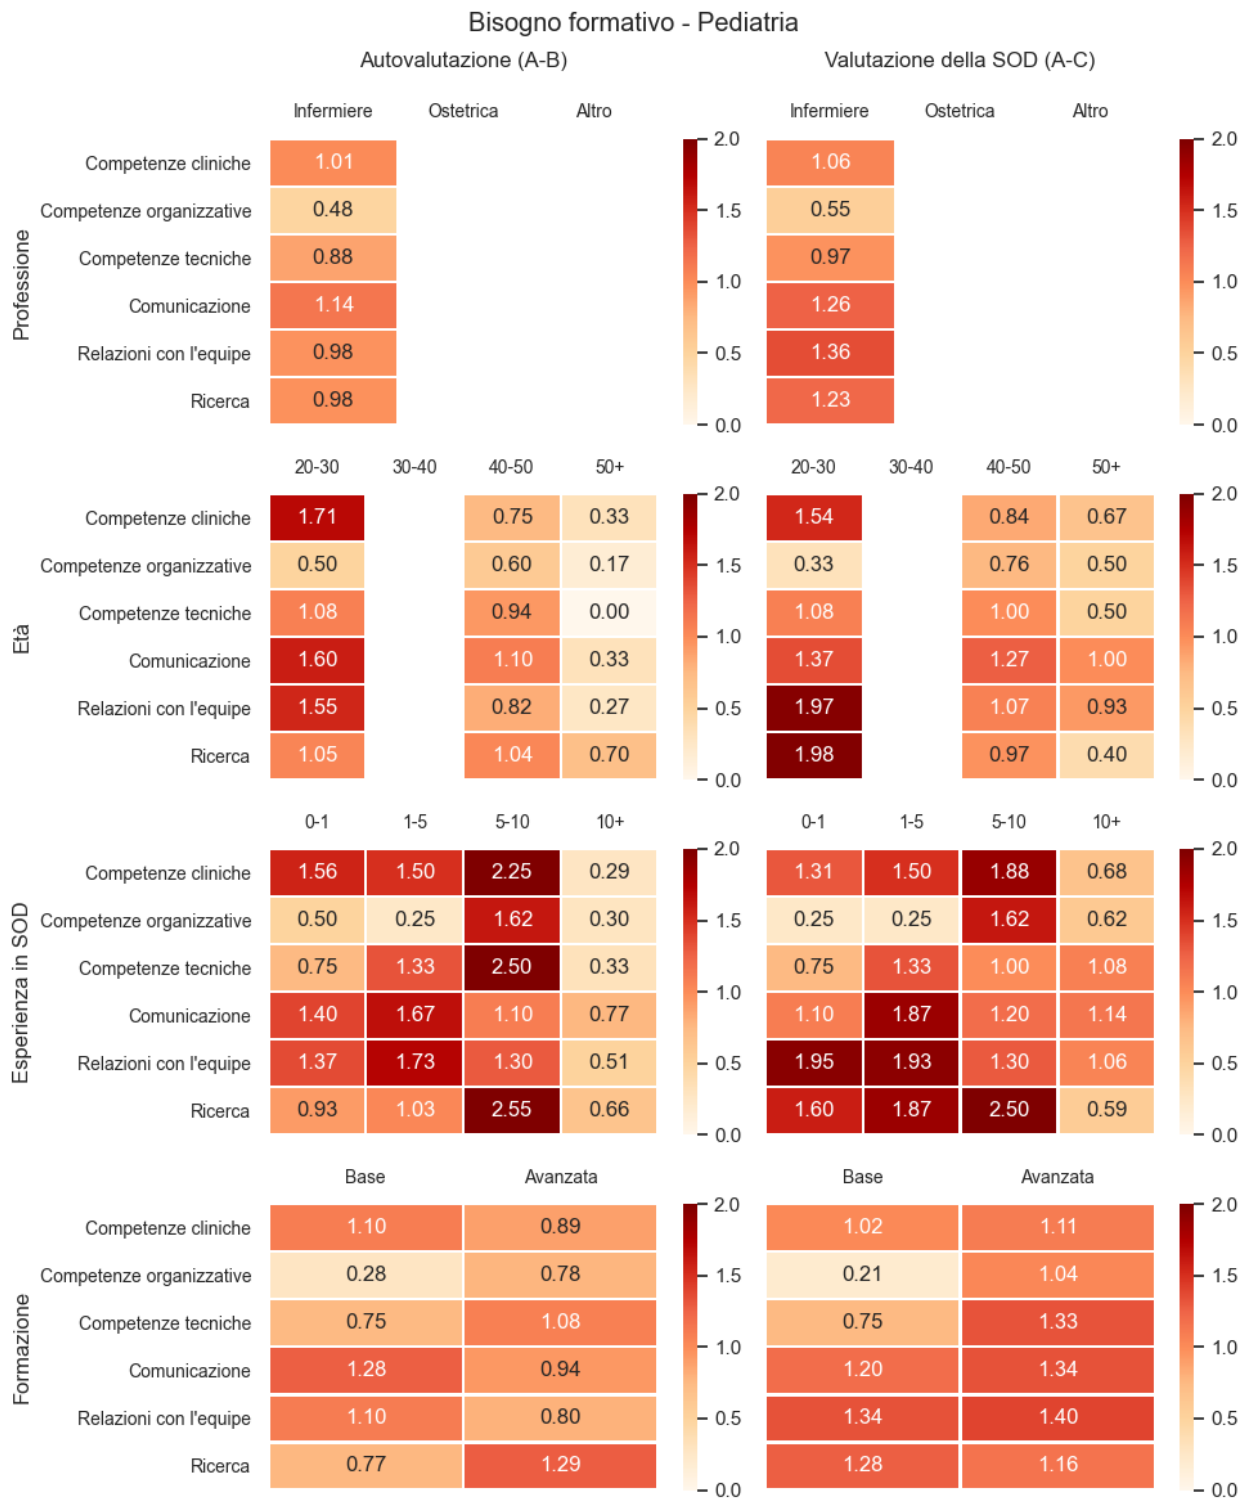 Bisogno formativo - Pediatria
Autovalutazione (A-B) Valutazione della SOD (A-C)
Infermiere Ostetrica Altro Infermiere Ostetrica Altro
Professione
Competenze cliniche 1.01 2.0 1.06 2.0
Competenze organizzative 0.48 1.5 0.55 1.5
Competenze tecniche 0.88 1.0 0.97 1.0
Comunicazione 1.14 1.26
Relazioni con l'equipe 0.98 0.5 1.36 0.5
Ricerca 0.98 0.0 1.23 0.0
20-30 30-40 40-50 50+ 20-30 30-40 40-50 50+
Età
Competenze cliniche 1.71 0.75 0.33 2.0 1.54 0.84 0.67 2.0
Competenze organizzative 0.50 0.60 0.17 1.5 0.33 0.76 0.50 1.5
Competenze tecniche 1.08 0.94 0.00 1.0 1.08 1.00 0.50 1.0
Comunicazione 1.60 1.10 0.33 1.37 1.27 1.00
Relazioni con l'equipe 1.55 0.82 0.27 0.5 1.97 1.07 0.93 0.5
Ricerca 1.05 1.04 0.70 0.0 1.98 0.97 0.40 0.0
0-1 1-5 5-10 10+ 0-1 1-5 5-10 10+
Esperienza in SOD
Competenze cliniche 1.56 1.50 2.25 0.29 2.0 1.31 1.50 1.88 0.68 2.0
Competenze organizzative 0.50 0.25 1.62 0.30 1.5 0.25 0.25 1.62 0.62 1.5
Competenze tecniche 0.75 1.33 2.50 0.33 1.0 0.75 1.33 1.00 1.08 1.0
Comunicazione 1.40 1.67 1.10 0.77 1.10 1.87 1.20 1.14
Relazioni con l'equipe 1.37 1.73 1.30 0.51 0.5 1.95 1.93 1.30 1.06 0.5
Ricerca 0.93 1.03 2.55 0.66 0.0 1.60 1.87 2.50 0.59 0.0
Base Avanzata Base Avanzata
Formazione
Competenze cliniche 1.10 0.89 2.0 1.02 1.11 2.0
Competenze organizzative 0.28 0.78 1.5 0.21 1.04 1.5
Competenze tecniche 0.75 1.08 1.0 0.75 1.33 1.0
Comunicazione 1.28 0.94 1.20 1.34
Relazioni con l'equipe 1.10 0.80 0.5 1.34 1.40 0.5
Ricerca 0.77 1.29 0.0 1.28 1.16 0.0